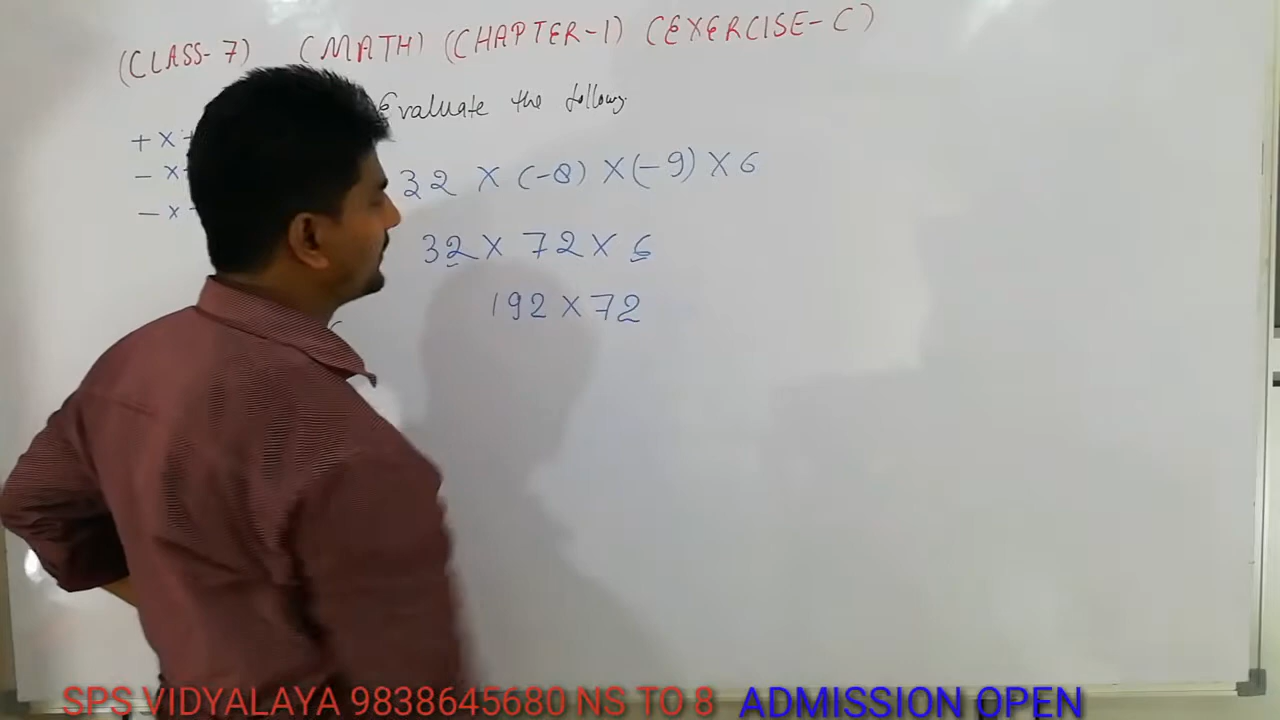 (CLASS-7) (MATH) (CHAPTER-1) (EXERCISE-C)
Evaluate the following.
+ X +
- X
- X
32 X (-8) X (-9) X 6
32 X 72 X 6
192 X 72
SPS VIDYALAYA 9838645680 NS TO 8 ADMISSION OPEN